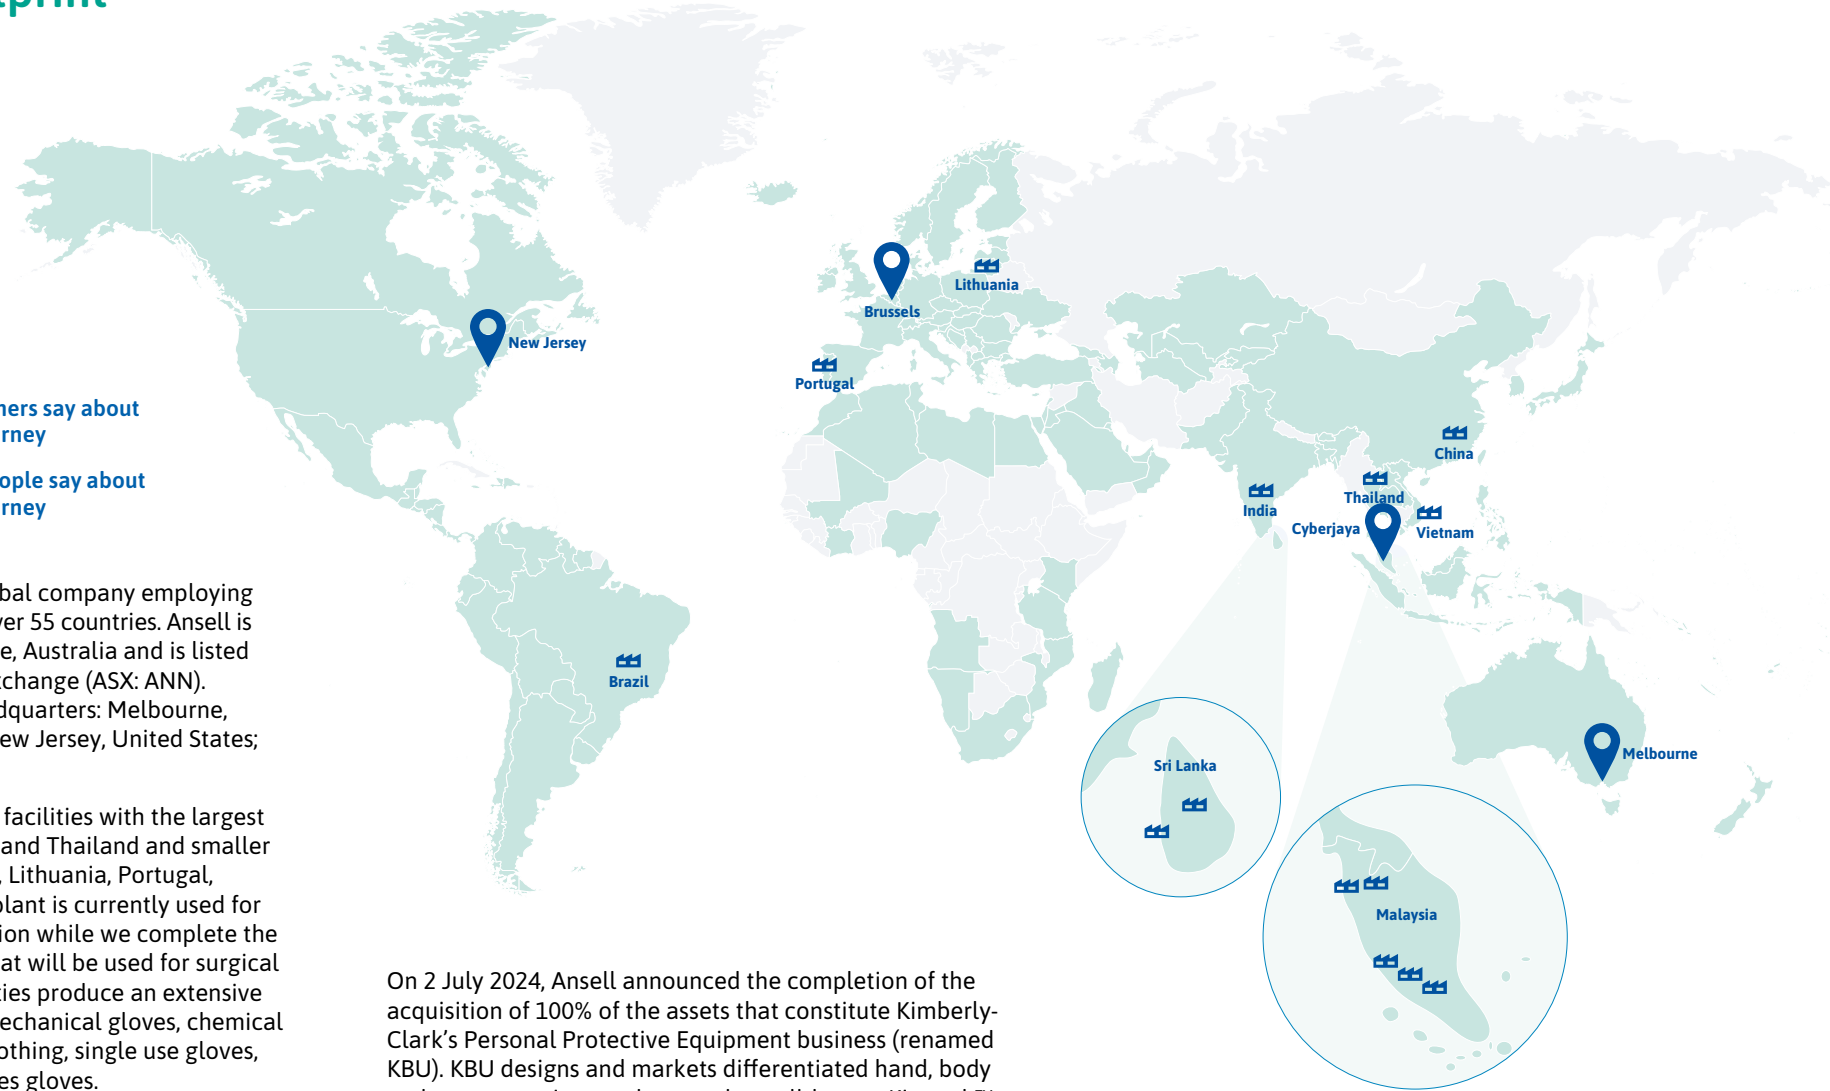 ners say about
rney
ople say about
rney
bal company employing
ver 55 countries. Ansell is
e, Australia and is listed
xchange (ASX: ANN).
dquarters: Melbourne,
ew Jersey, United States;
facilities with the largest
and Thailand and smaller
, Lithuania, Portugal,
plant is currently used for
ion while we complete the
at will be used for surgical
ties produce an extensive
echanical gloves, chemical
othing, single use gloves,
es gloves.
On 2 July 2024, Ansell announced the completion of the
acquisition of 100% of the assets that constitute Kimberly-
Clark’s Personal Protective Equipment business (renamed
KBU). KBU designs and markets differentiated hand, body
New Jersey
Brussels
Lithuania
Portugal
Brazil
China
Thailand
India
Cyberjaya
Vietnam
Sri Lanka
Malaysia
Melbourne